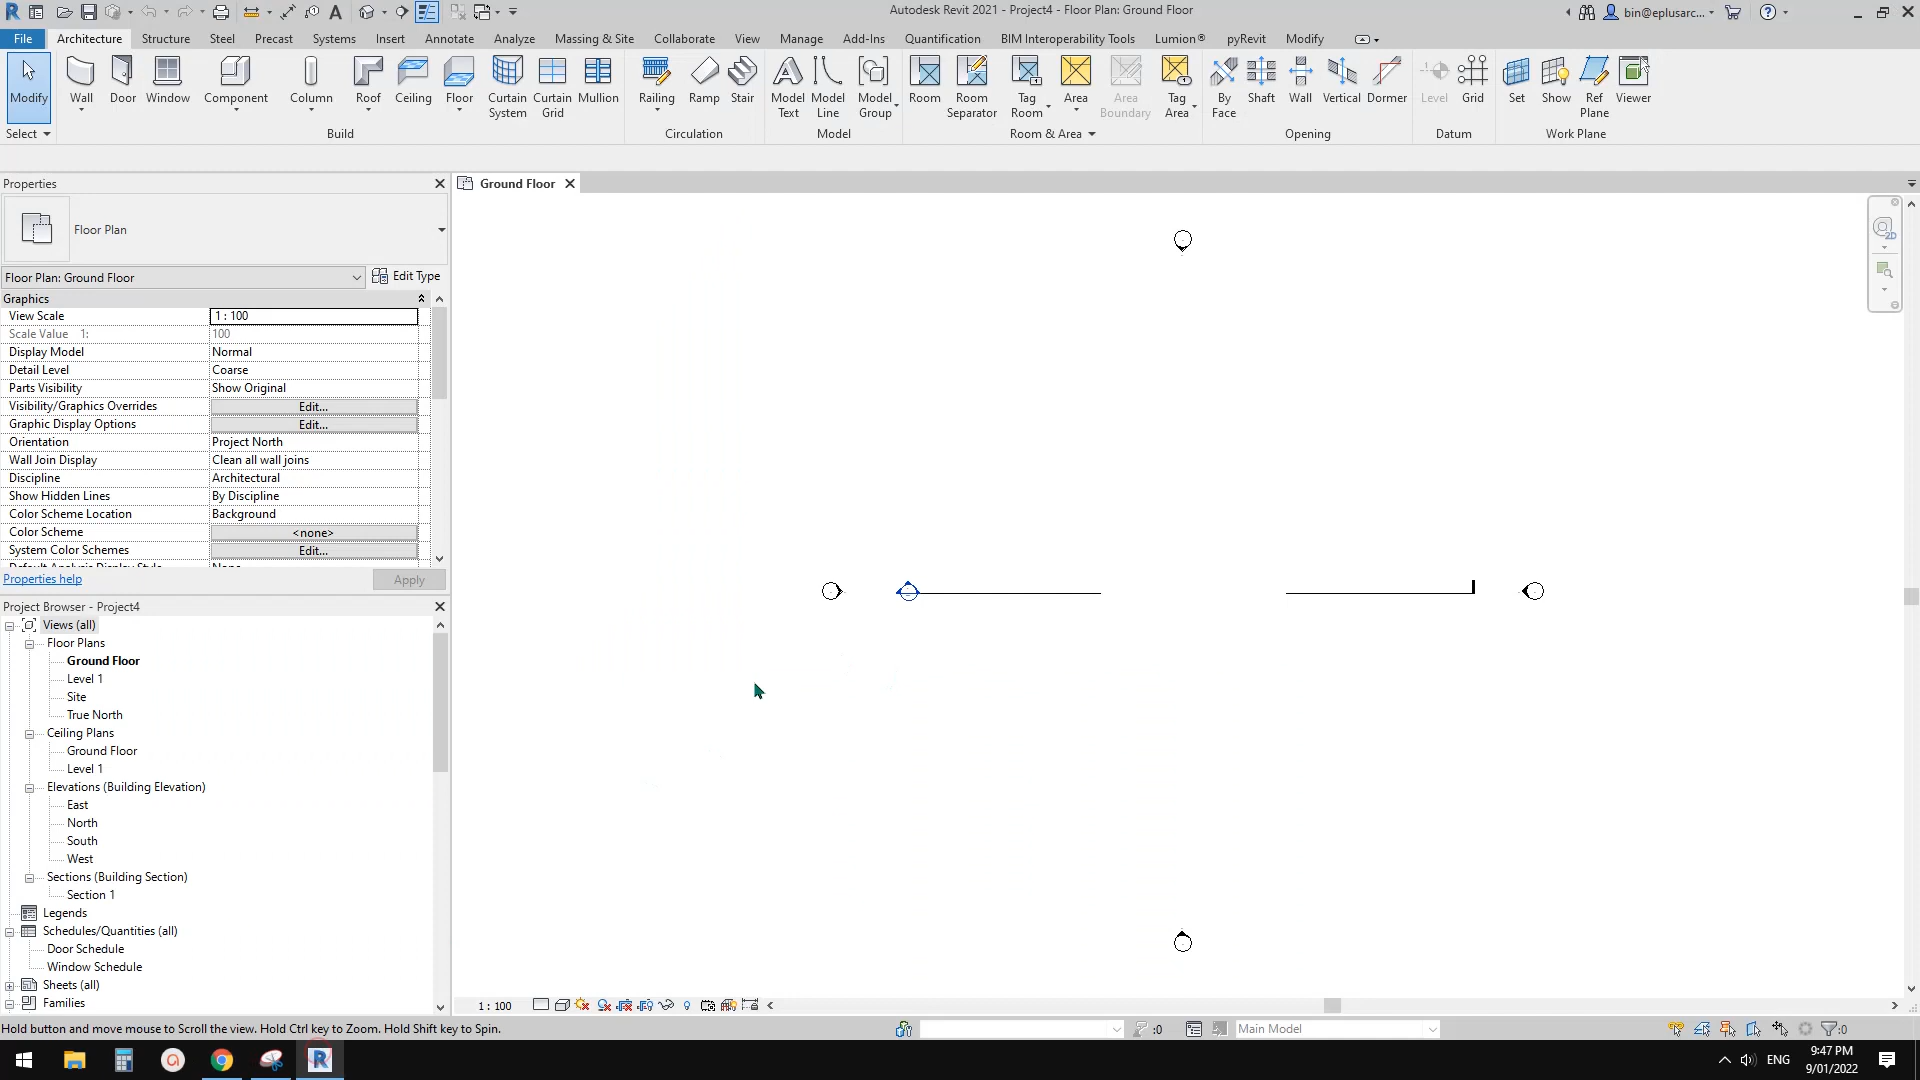 Autodesk Revit 2021 - Project4 - Floor Plan: Ground Floor
bin@eplusarc...
File Architecture Structure Steel Precast Systems Insert Annotate Analyze Massing & Site Collaborate View Manage Add-Ins Quantification BIM Interoperability Tools Lumion® pyRevit Modify
Modify
Wall
Door
Window
Component
Column
Roof
Ceiling
Floor
Curtain System
Curtain Grid
Mullion
Railing
Ramp
Stair
Model Text
Model Line
Model Group
Room
Room Separator
Tag Room
Area
Area Boundary
Tag Area
By Face
Shaft
Wall
Vertical
Dormer
Level
Grid
Set
Show
Ref Plane
Viewer
Select
Build
Circulation
Model
Room & Area
Opening
Datum
Work Plane
Properties
Ground Floor
Floor Plan
Floor Plan: Ground Floor
Edit Type
Graphics
View Scale 1 : 100
Scale Value 1: 100
Display Model Normal
Detail Level Coarse
Parts Visibility Show Original
Visibility/Graphics Overrides Edit...
Graphic Display Options Edit...
Orientation Project North
Wall Join Display Clean all wall joins
Discipline Architectural
Show Hidden Lines By Discipline
Color Scheme Location Background
Color Scheme <none>
System Color Schemes Edit...
Default Analysis Display Style None
Properties help
Apply
Project Browser - Project4
Views (all)
Floor Plans
Ground Floor
Level 1
Site
True North
Ceiling Plans
Ground Floor
Level 1
Elevations (Building Elevation)
East
North
South
West
Sections (Building Section)
Section 1
Legends
Schedules/Quantities (all)
Door Schedule
Window Schedule
Sheets (all)
Families
2D
1 : 100
Hold button and move mouse to Scroll the view. Hold Ctrl key to Zoom. Hold Shift key to Spin.
:0
Main Model
:0
ENG
9:47 PM
9/01/2022